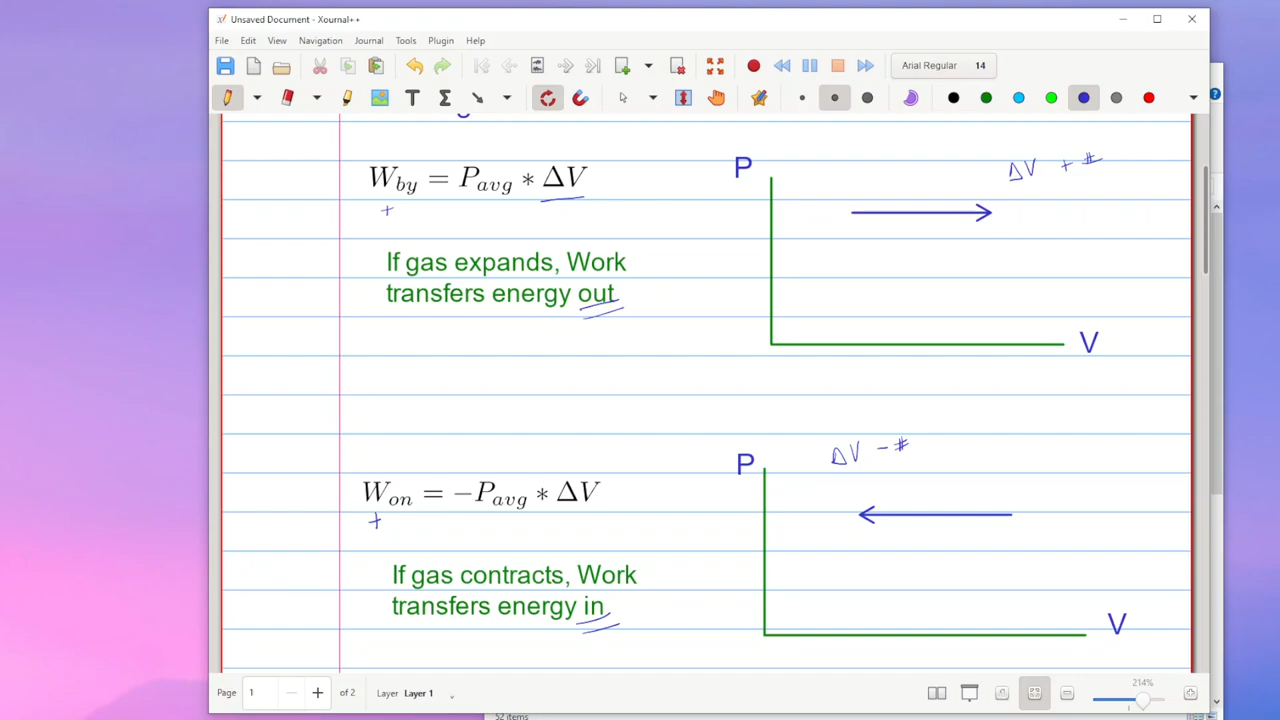 Unsaved Document - Xournal++
File Edit View Navigation Journal Tools Plugin Help
Arial Regular 14
P
ΔV + #
W_by = P_avg * ΔV
+
If gas expands, Work
transfers energy out
V
ΔV - #
P
W_on = -P_avg * ΔV
+
If gas contracts, Work
transfers energy in
V
Page 1 of 2 Layer Layer 1
214%
52 items